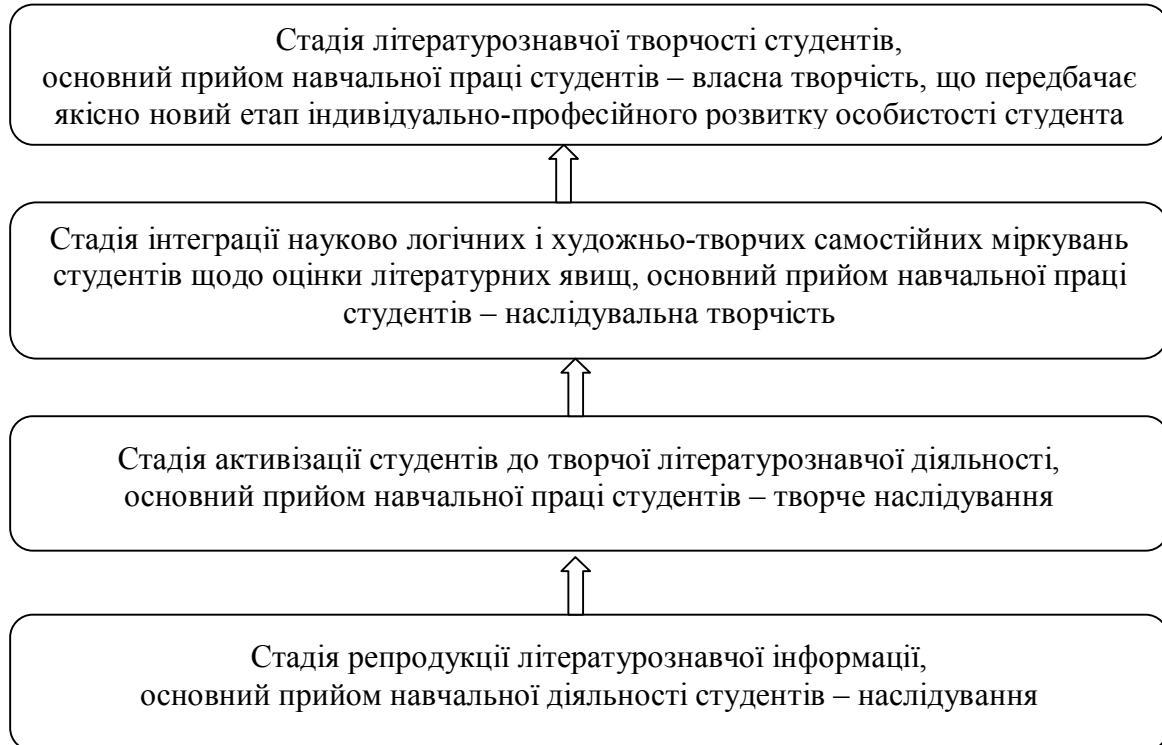 Стадія літературознавчої творчості студентів,
основний прийом навчальної праці студентів – власна творчість, що передбачає
якісно новий етап індивідуально-професійного розвитку особистості студента
Стадія інтеграції науково логічних і художньо-творчих самостійних міркувань
студентів щодо оцінки літературних явищ, основний прийом навчальної праці
студентів – наслідувальна творчість
Стадія активізації студентів до творчої літературознавчої діяльності,
основний прийом навчальної праці студентів – творче наслідування
Стадія репродукції літературознавчої інформації,
основний прийом навчальної діяльності студентів – наслідування